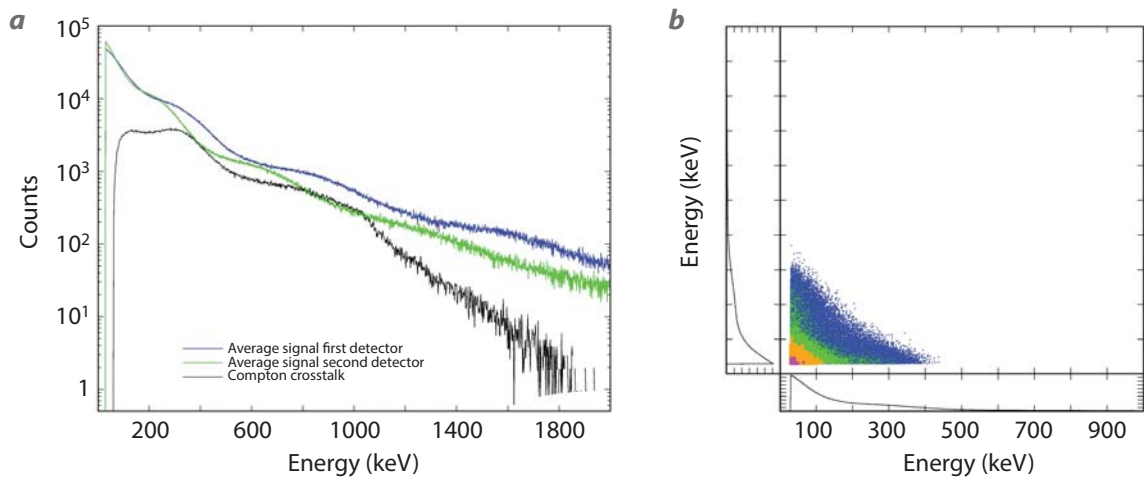 a
b
10^5
10^4
10^3
10^2
10^1
1
Counts
Average signal first detector
Average signal second detector
Compton crosstalk
200 600 1000 1400 1800
Energy (keV)
Energy (keV)
100 300 500 700 900
Energy (keV)